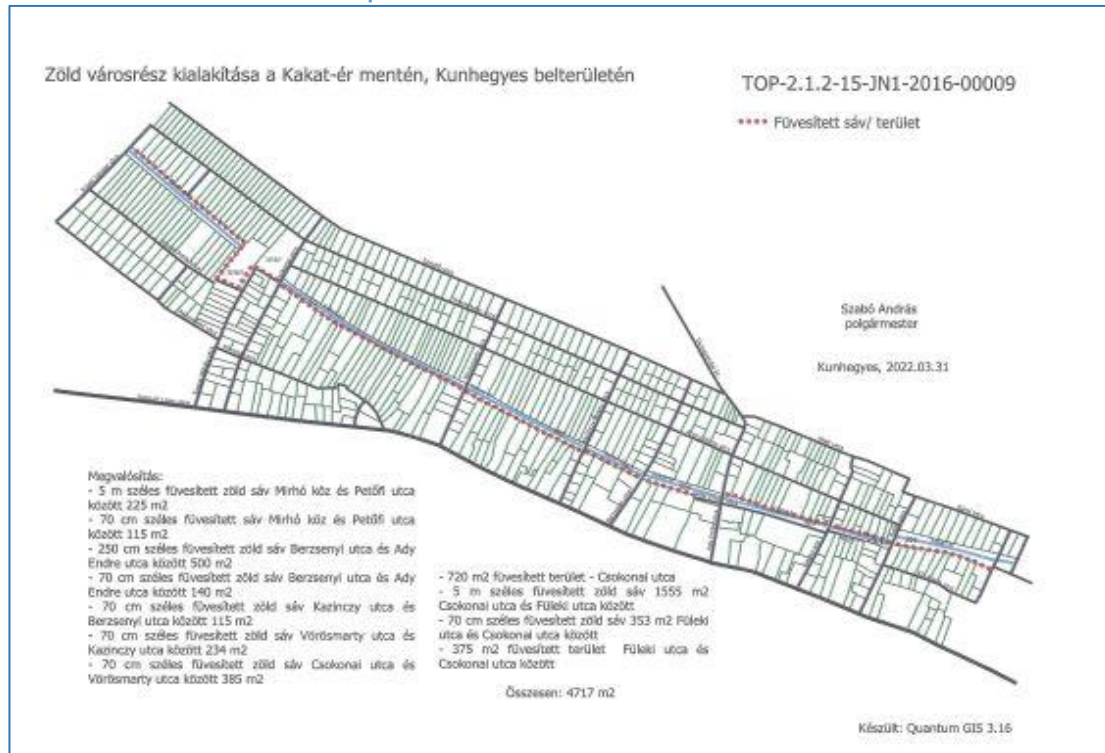 Zöld városrész kialakítása a Kakat-ér mentén, Kunhegyes belterületén
TOP-2.1.2-15-JN1-2016-00009
Füvesített sáv/ terület
Szabó András
polgármester
Kunhegyes, 2022.03.31
Megvalósítás:
- 5 m széles füvesített zöld sáv Mirhó köz és Petőfi utca
között 225 m2
- 70 cm széles füvesített sáv Mirhó köz és Petőfi utca
között 115 m2
- 250 cm széles füvesített zöld sáv Berzsenyi utca és Ady
Endre utca között 500 m2
- 70 cm széles füvesített zöld sáv Berzsenyi utca és Ady
Endre utca között 140 m2
- 70 cm széles füvesített zöld sáv Kazinczy utca és
Berzsenyi utca között 115 m2
- 70 cm széles füvesített zöld sáv Vörösmarty utca és
Kazinczy utca között 234 m2
- 70 cm széles füvesített zöld sáv Csokonai utca és
Vörösmarty utca között 385 m2
- 720 m2 füvesített terület - Csokonai utca
- 5 m széles füvesített zöld sáv 1555 m2
Csokonai utca és Füleki utca között
- 70 cm széles füvesített zöld sáv 353 m2 Füleki
utca és Csokonai utca között
- 375 m2 füvesített terület Füleki utca és
Csokonai utca között
Összesen: 4717 m2
Készült: Quantum GIS 3.16